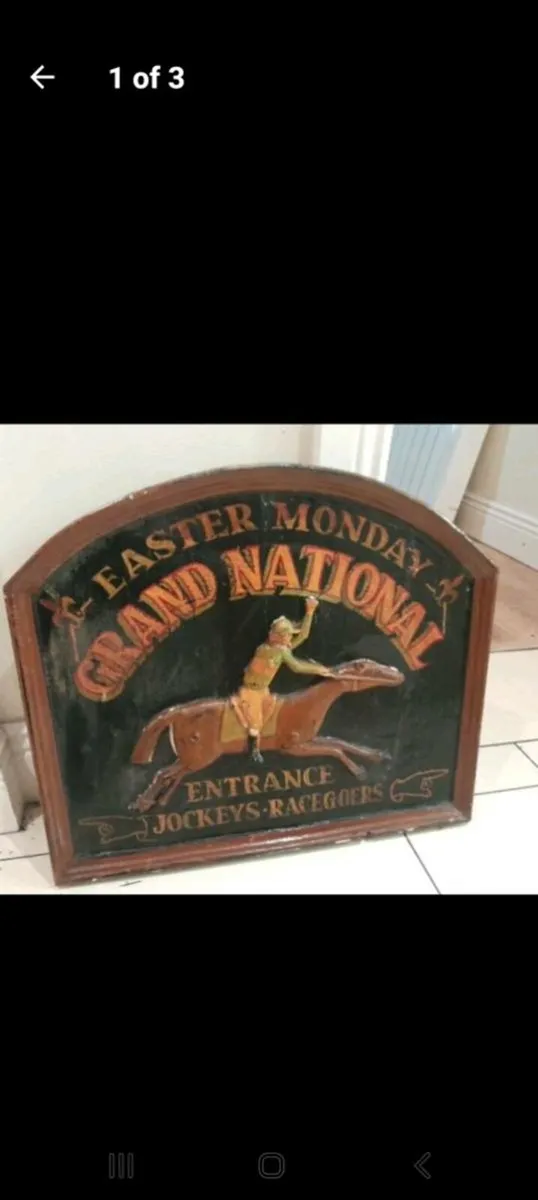 1 of 3
EASTER MONDAY
GRAND NATIONAL
ENTRANCE
JOCKEYS · RACEGOERS